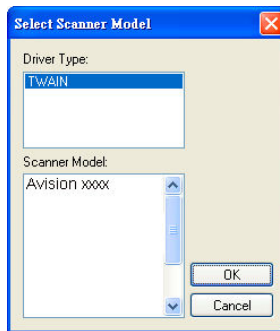 Select Scanner Model
Driver Type:
TWAIN
Scanner Model:
Avision xxxx
OK
Cancel